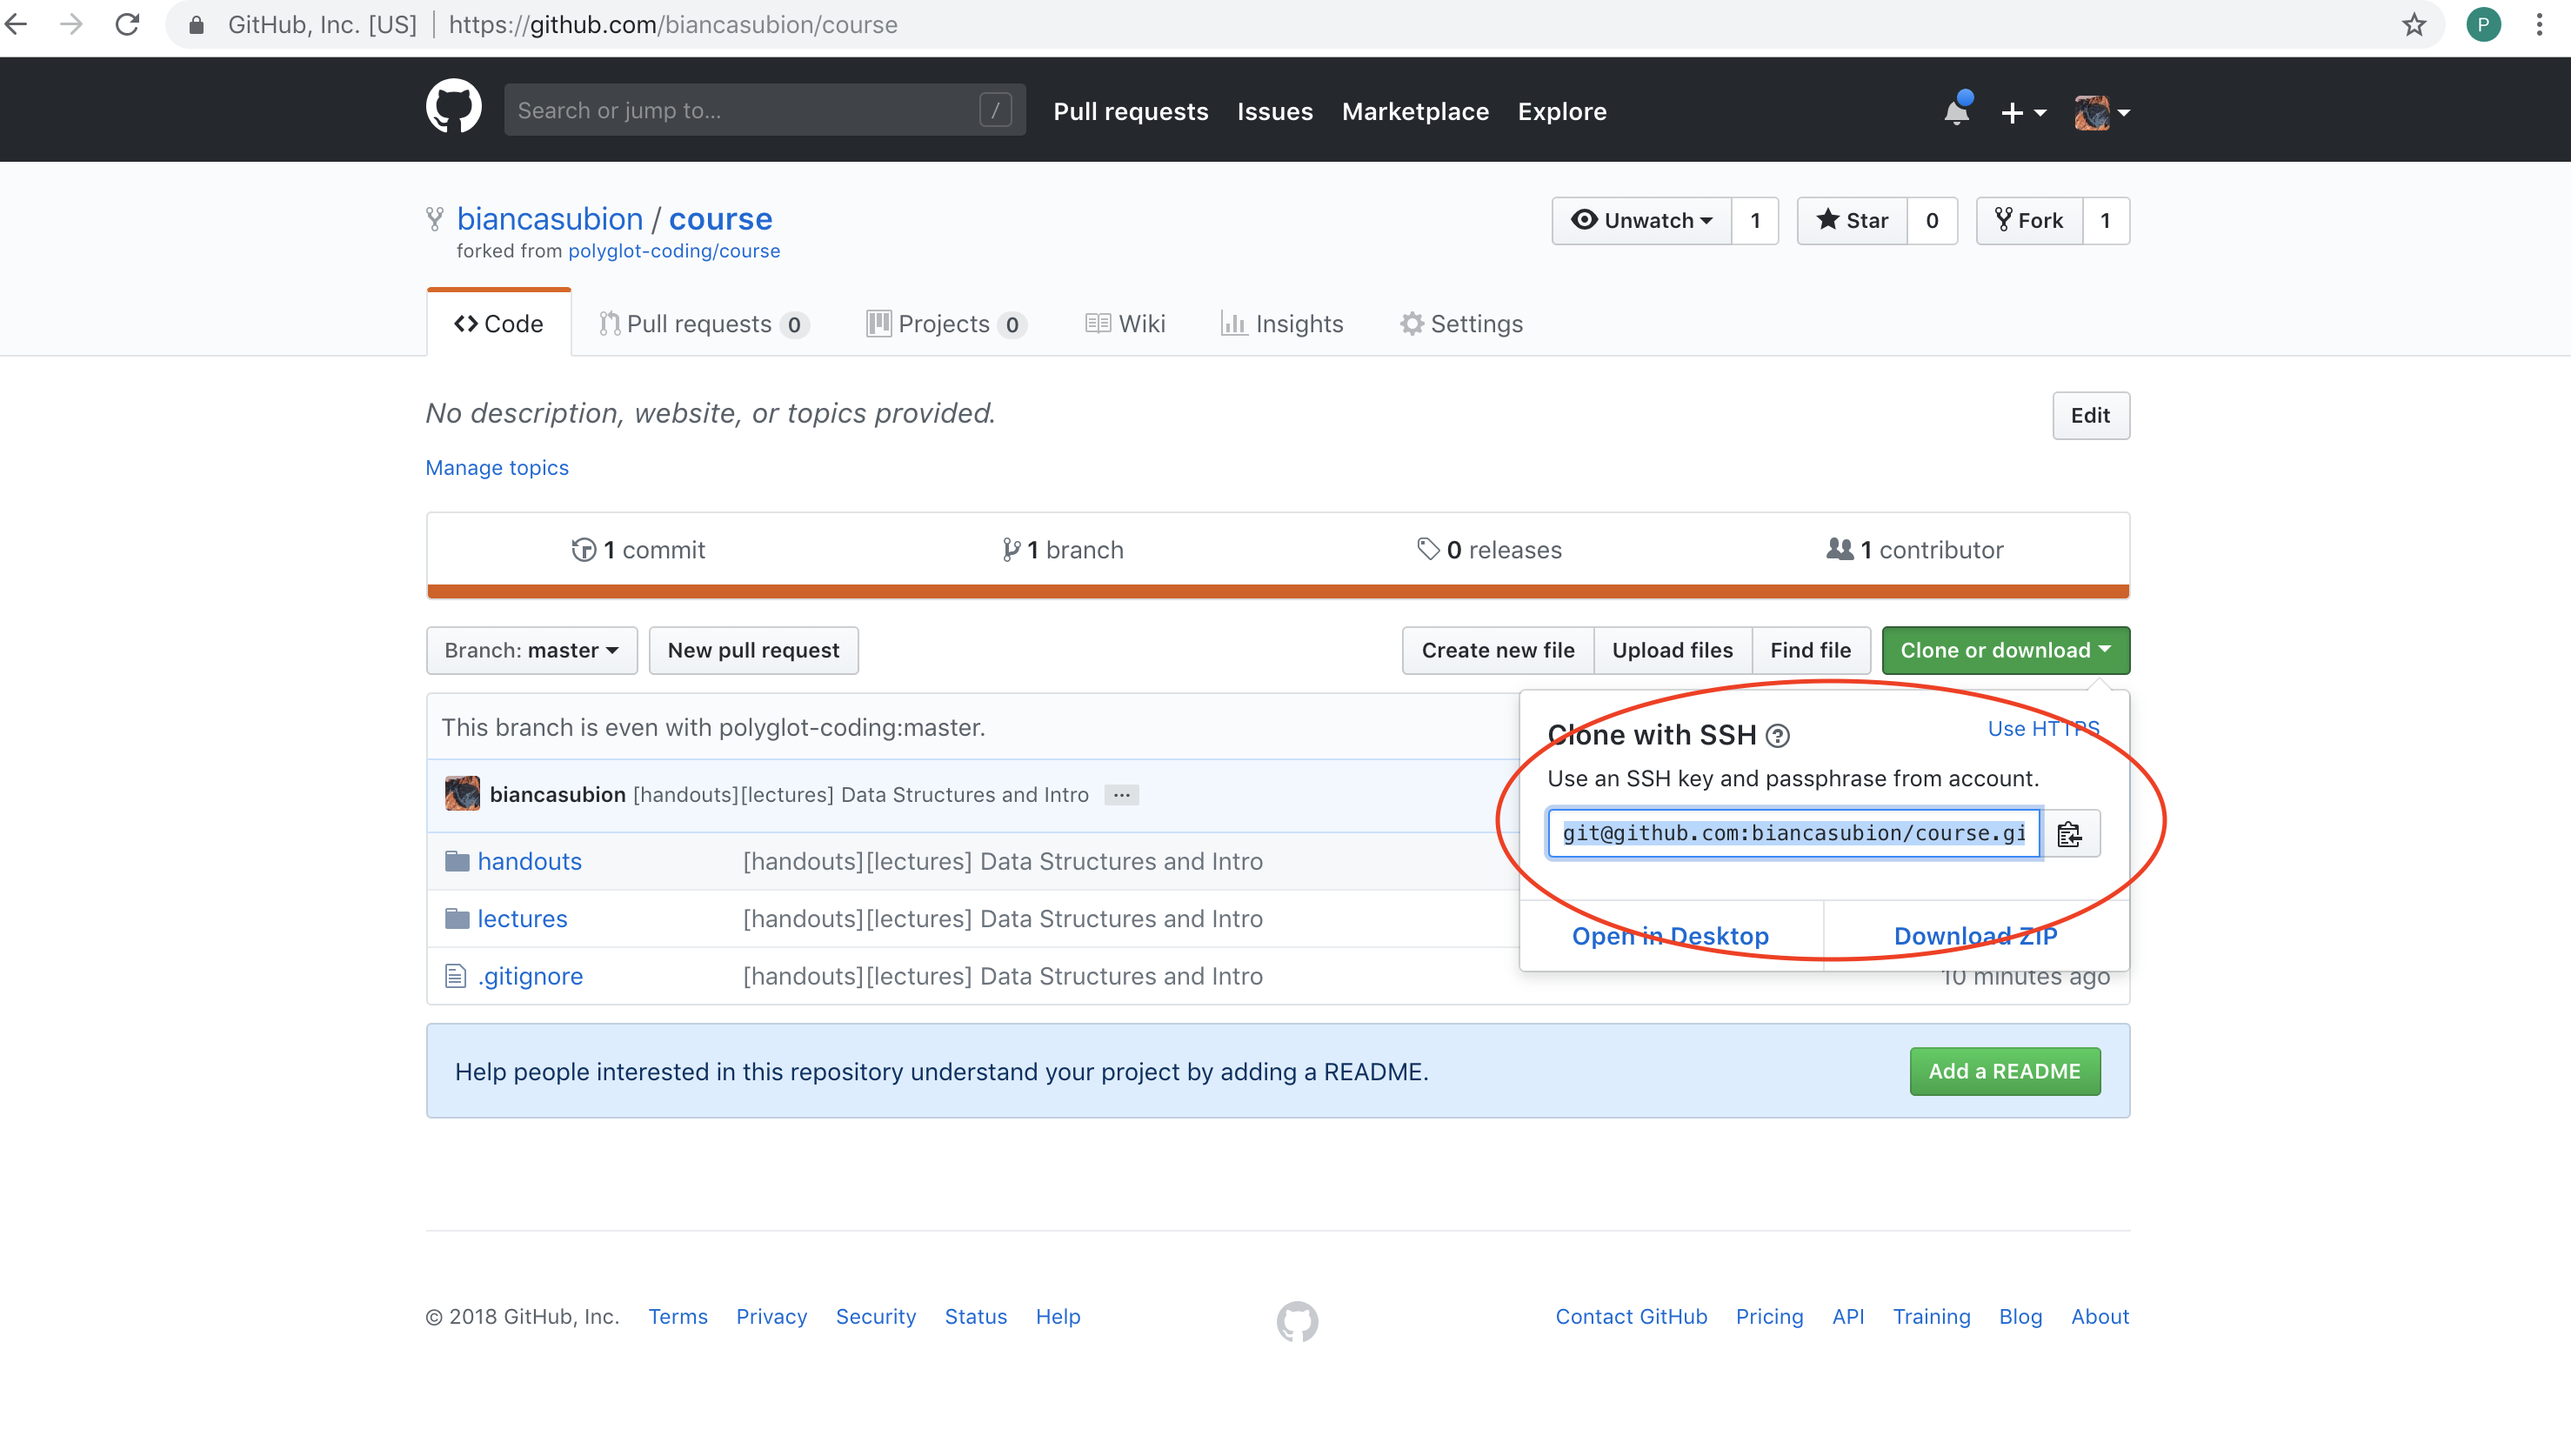 GitHub, Inc. [US] https://github.com/biancasubion/course P
Search or jump to... / Pull requests Issues Marketplace Explore
biancasubion / course Unwatch 1 Star 0 Fork 1
forked from polyglot-coding/course
Code Pull requests 0 Projects 0 Wiki Insights Settings
No description, website, or topics provided. Edit
Manage topics
1 commit 1 branch 0 releases 1 contributor
Branch: master New pull request Create new file Upload files Find file Clone or download
This branch is even with polyglot-coding:master.
Clone with SSH ? Use HTTPS
Use an SSH key and passphrase from account.
git@github.com:biancasubion/course.gi
Open in Desktop Download ZIP
biancasubion [handouts][lectures] Data Structures and Intro ...
handouts [handouts][lectures] Data Structures and Intro
lectures [handouts][lectures] Data Structures and Intro
.gitignore [handouts][lectures] Data Structures and Intro 10 minutes ago
Help people interested in this repository understand your project by adding a README. Add a README
© 2018 GitHub, Inc. Terms Privacy Security Status Help Contact GitHub Pricing API Training Blog About